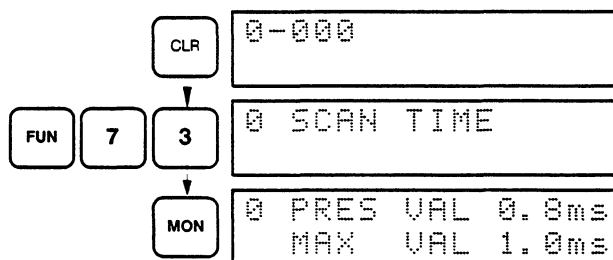 CLR
0-000
FUN 7 3
0 SCAN TIME
MON
0 PRES VAL 0.8ms
MAX VAL 1.0ms